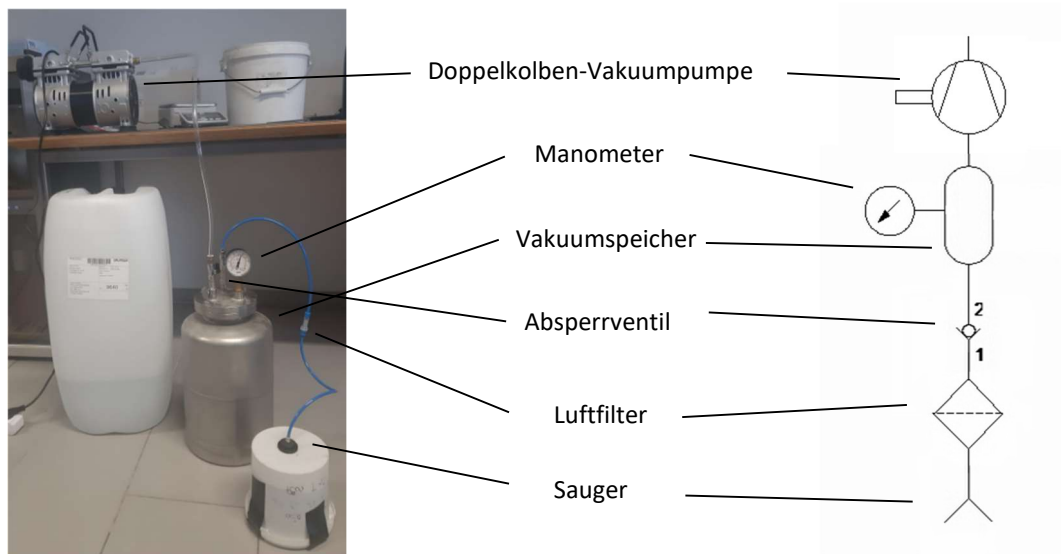 Doppelkolben-Vakuumpumpe
Manometer
Vakuumspeicher
Absperrventil
2
1
Luftfilter
Sauger